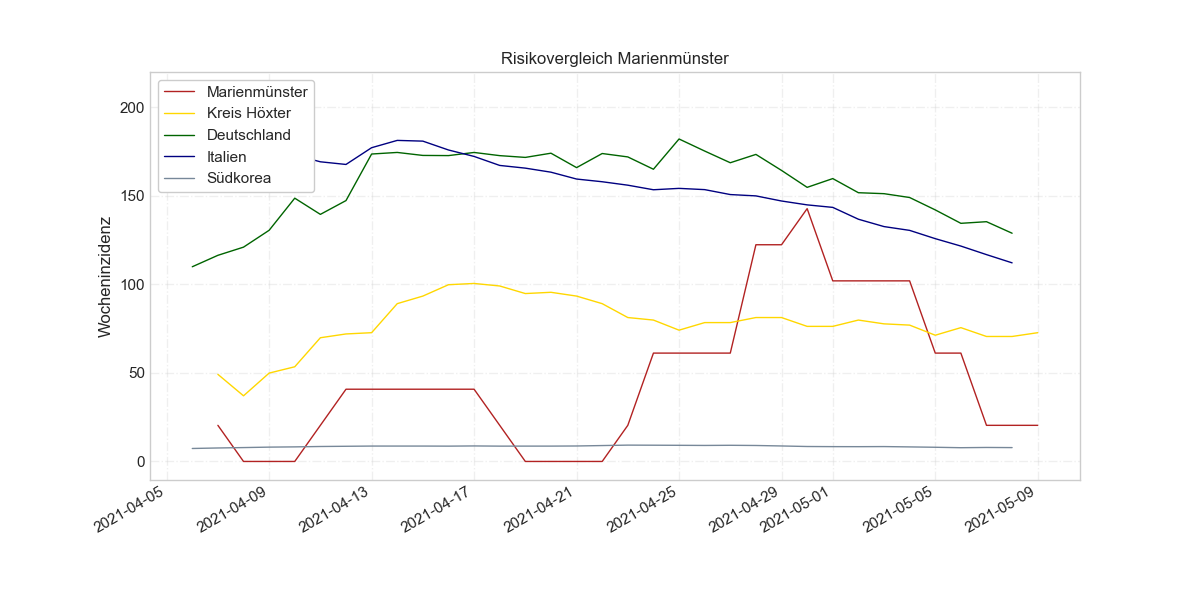 Risikovergleich Marienmünster
Marienmünster
Kreis Höxter
Deutschland
Italien
Südkorea
Wocheninzidenz
200
150
100
50
0
2021-04-05
2021-04-09
2021-04-13
2021-04-17
2021-04-21
2021-04-25
2021-04-29
2021-05-01
2021-05-05
2021-05-09